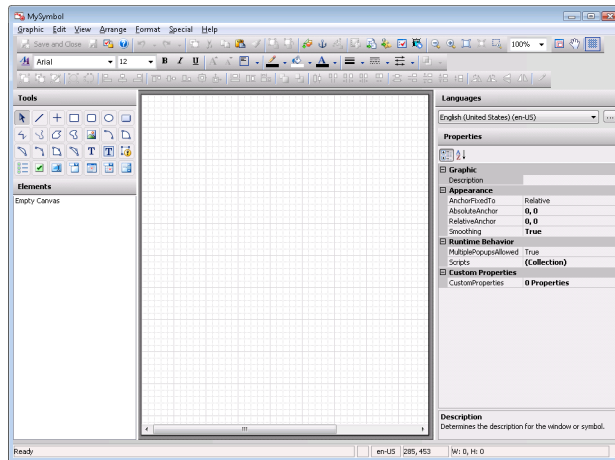 MySymbol
Graphic Edit View Arrange Format Special Help
Save and Close 100%
Arial 12 B I U A
Tools
T T
Elements
Empty Canvas
Languages
English (United States) (en-US) ...
Properties
Graphic
Description
Appearance
AnchorFixedTo Relative
AbsoluteAnchor 0, 0
RelativeAnchor 0, 0
Smoothing True
Runtime Behavior
MultiplePopupsAllowed True
Scripts (Collection)
Custom Properties
CustomProperties 0 Properties
Description
Determines the description for the window or symbol.
Ready en-US 285, 453 W: 0, H: 0